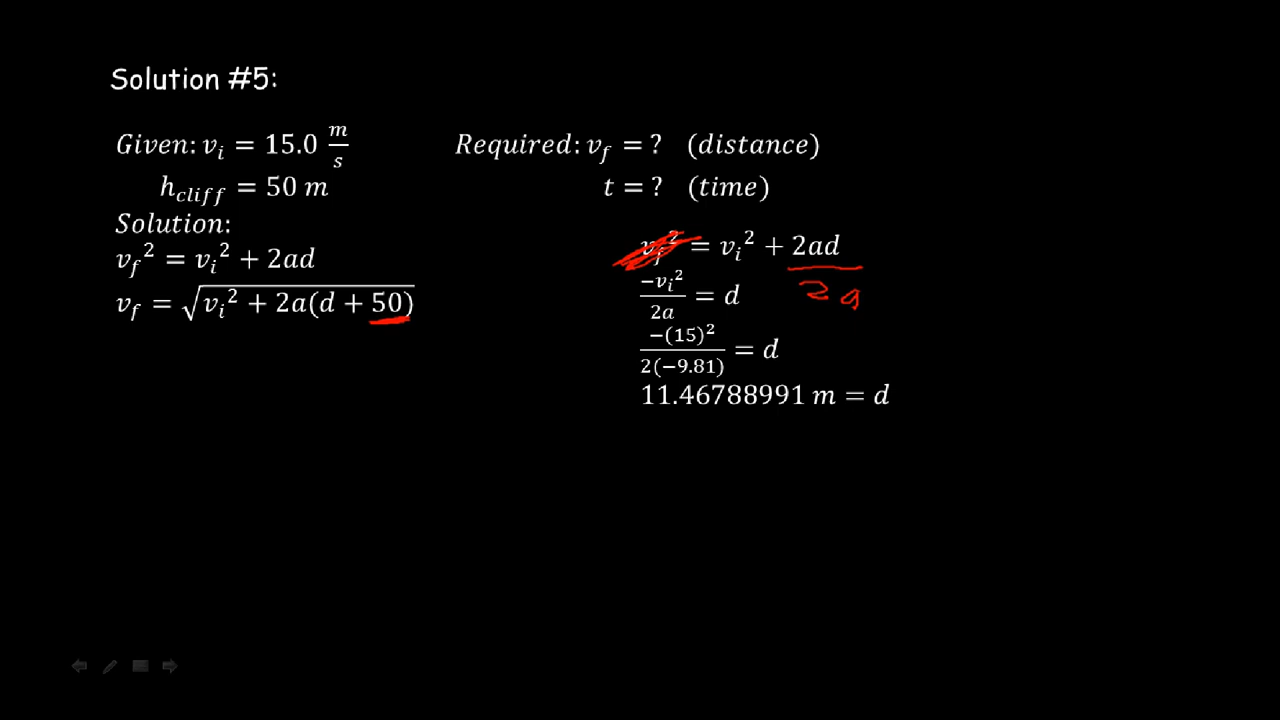 Solution #5:
Given: v_i = 15.0 m/s
h_cliff = 50 m
Solution:
v_f² = v_i² + 2ad
v_f = √(v_i² + 2a(d + 50))
Required: v_f = ? (distance)
t = ? (time)
v_f² = v_i² + 2ad
2a
-v_i²/2a = d
-(15)²/2(-9.81) = d
11.46788991 m = d